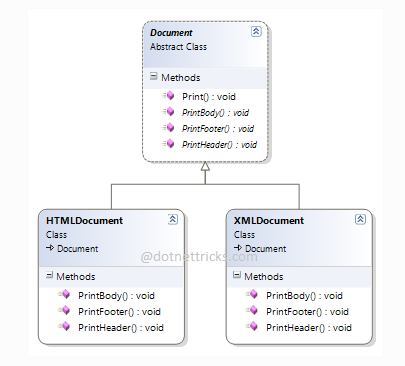 Document
Abstract Class
Methods
Print() : void
PrintBody() : void
PrintFooter() : void
PrintHeader() : void
HTMLDocument
Class
Document
Methods
PrintBody() : void
PrintFooter() : void
PrintHeader() : void
XMLDocument
Class
Document
Methods
PrintBody() : void
PrintFooter() : void
PrintHeader() : void
@dotnettricks.com